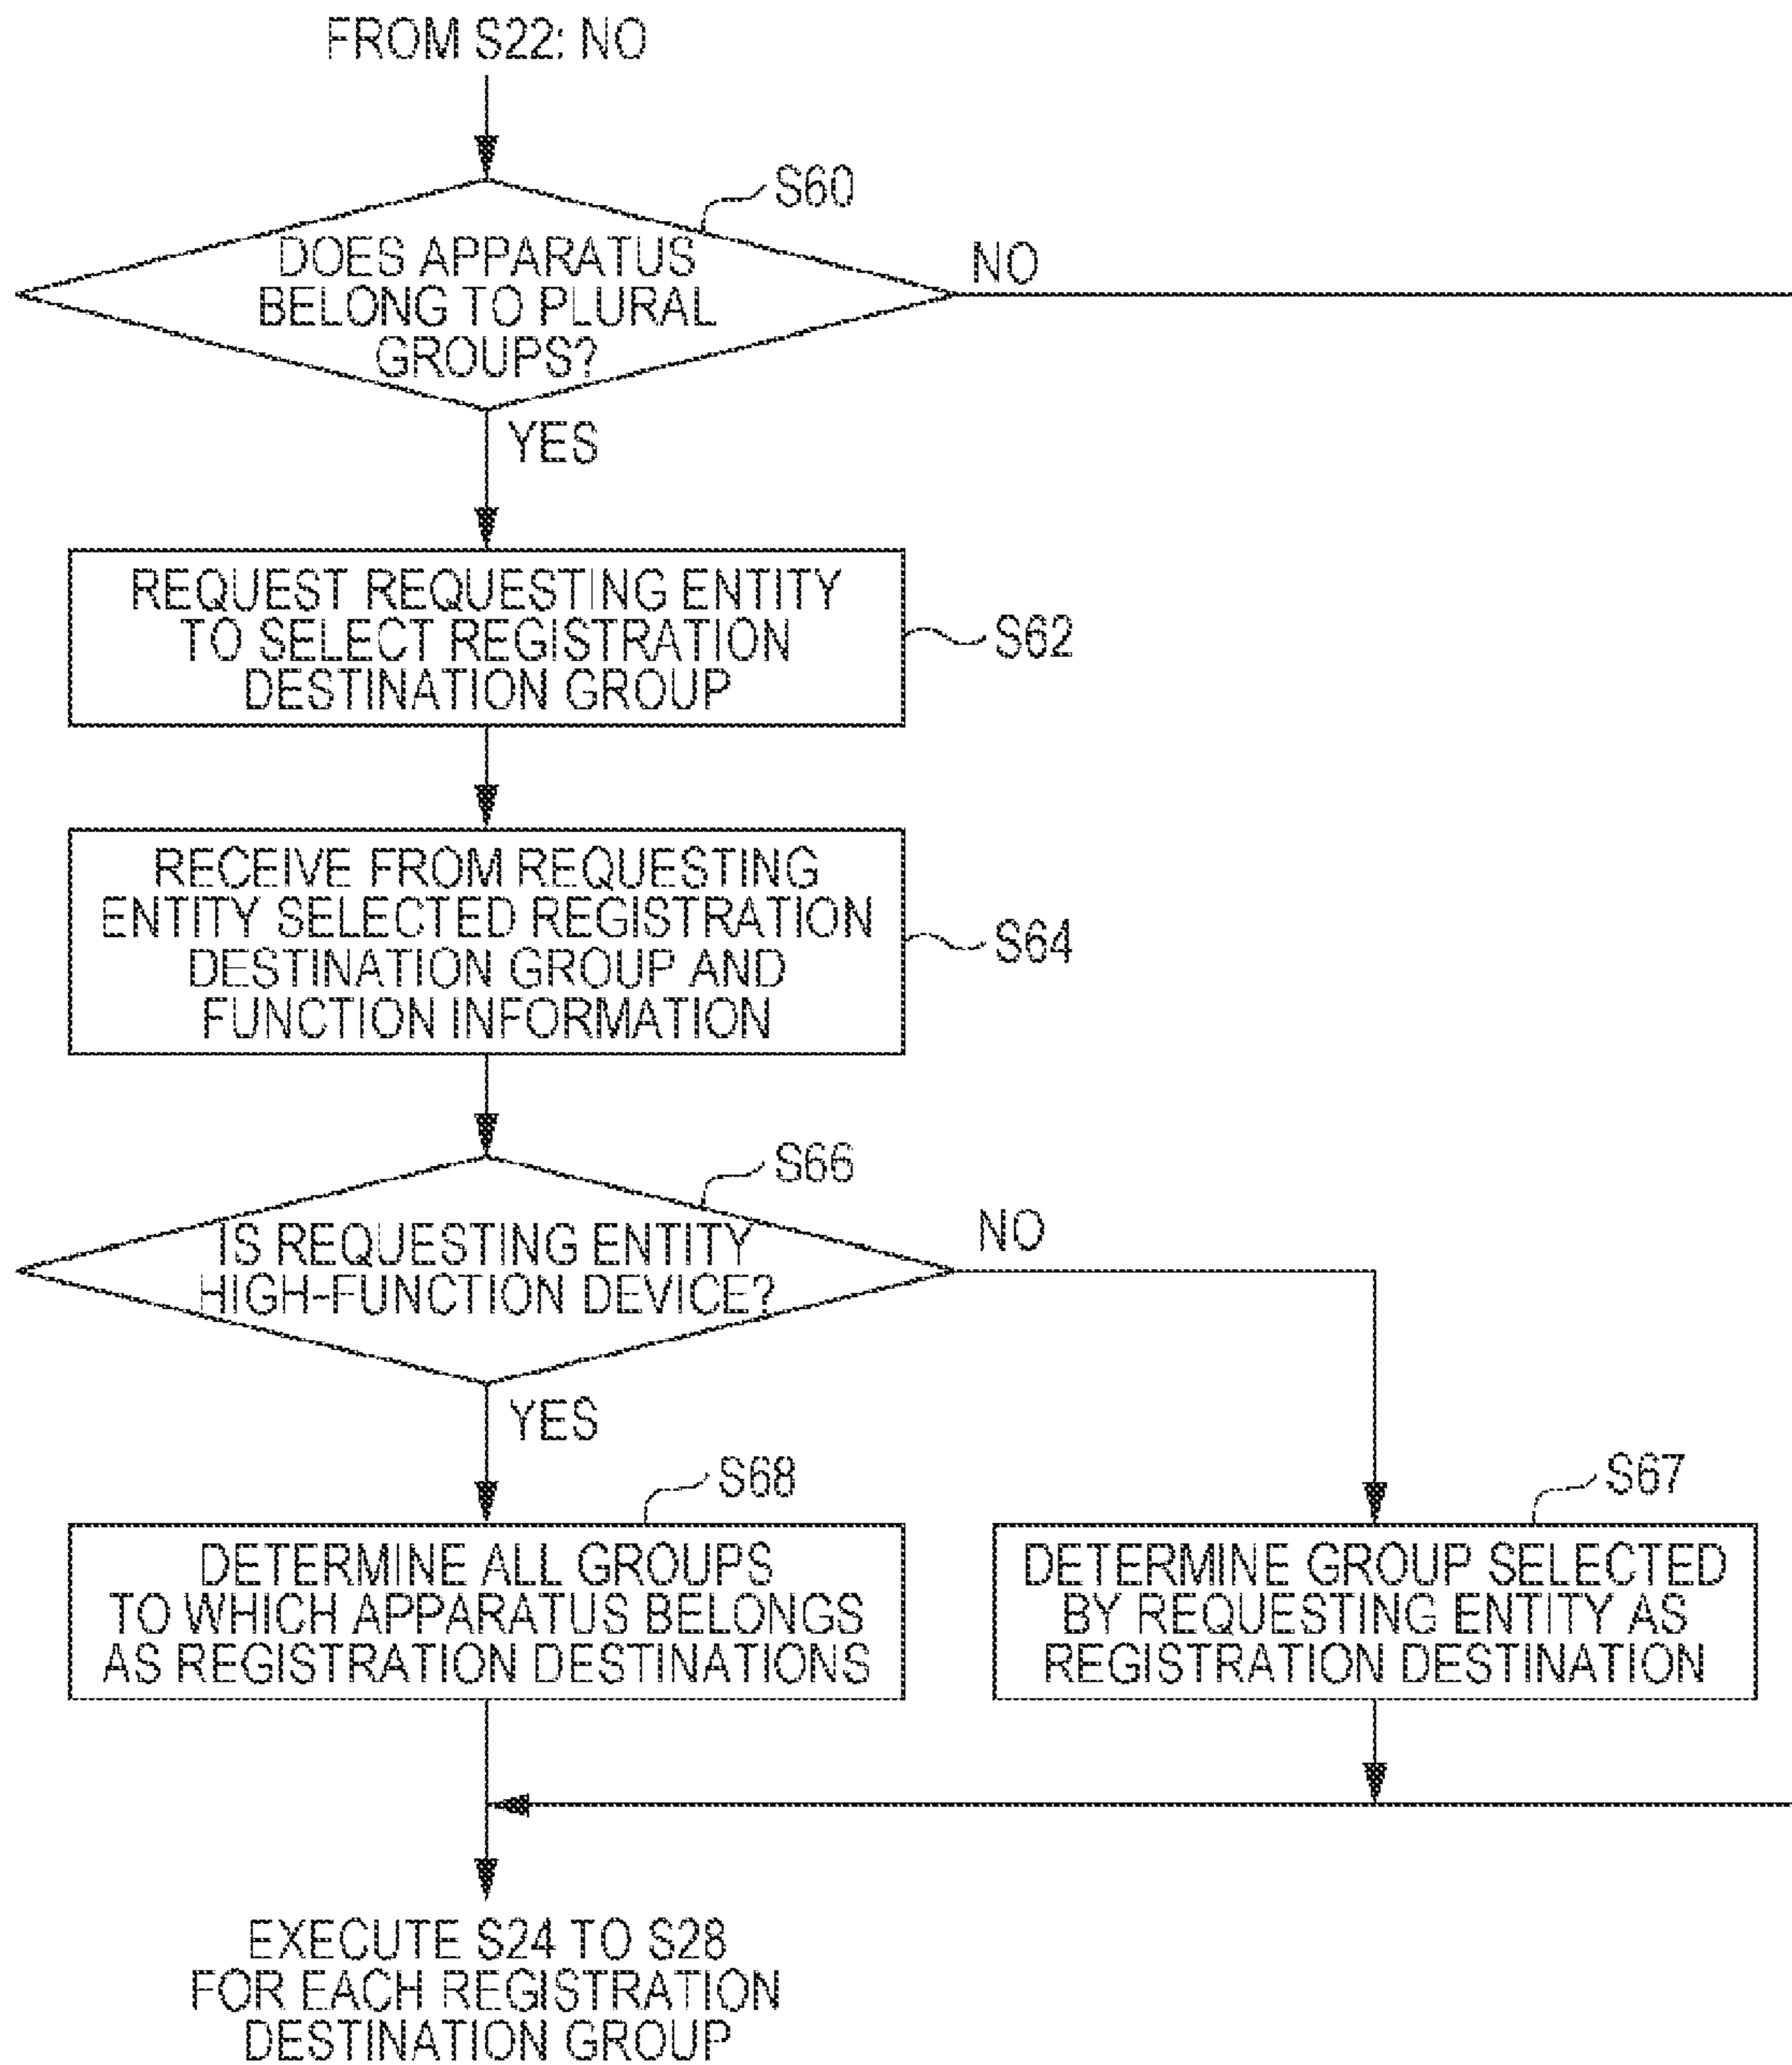 FROM S22: NO
S60
DOES APPARATUS
BELONG TO PLURAL
GROUPS?
NO
YES
REQUEST REQUESTING ENTITY
TO SELECT REGISTRATION
DESTINATION GROUP
S62
RECEIVE FROM REQUESTING
ENTITY SELECTED REGISTRATION
DESTINATION GROUP AND
FUNCTION INFORMATION
S64
S66
IS REQUESTING ENTITY
HIGH-FUNCTION DEVICE?
NO
YES
S68
DETERMINE ALL GROUPS
TO WHICH APPARATUS BELONGS
AS REGISTRATION DESTINATIONS
S67
DETERMINE GROUP SELECTED
BY REQUESTING ENTITY AS
REGISTRATION DESTINATION
EXECUTE S24 TO S28
FOR EACH REGISTRATION
DESTINATION GROUP